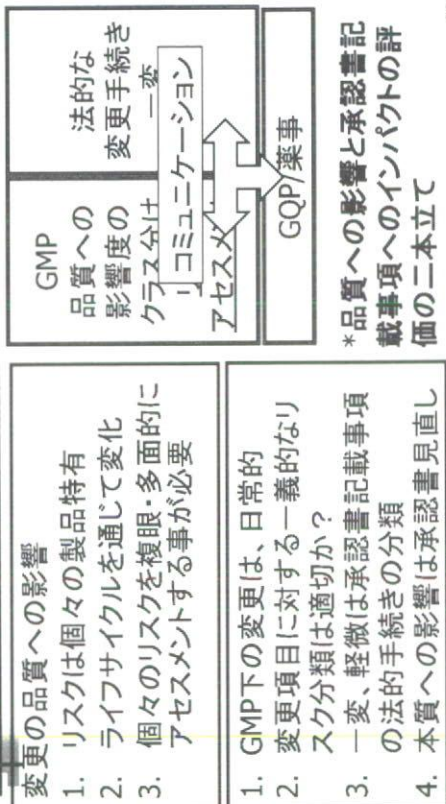 変更の品質への影響
1. リスクは個々の製品特有
2. ライフサイクルを通じて変化
3. 個々のリスクを複眼・多面的に
アセスメントする事が必要
1. GMP下の変更は、日常的
2. 変更項目に対する一義的なリ
スク分類は適切か?
3. 一変、軽微は承認書記載事項
の法的手続きの分類
4. 本質への影響は承認書見直し
GMP
品質への
影響度の
クラス分け
アセスメ
法的な
変更手続き
一変
コミュニケーション
GQP/薬事
*品質への影響と承認書記
載事項へのインパクトの評
価の二本立て